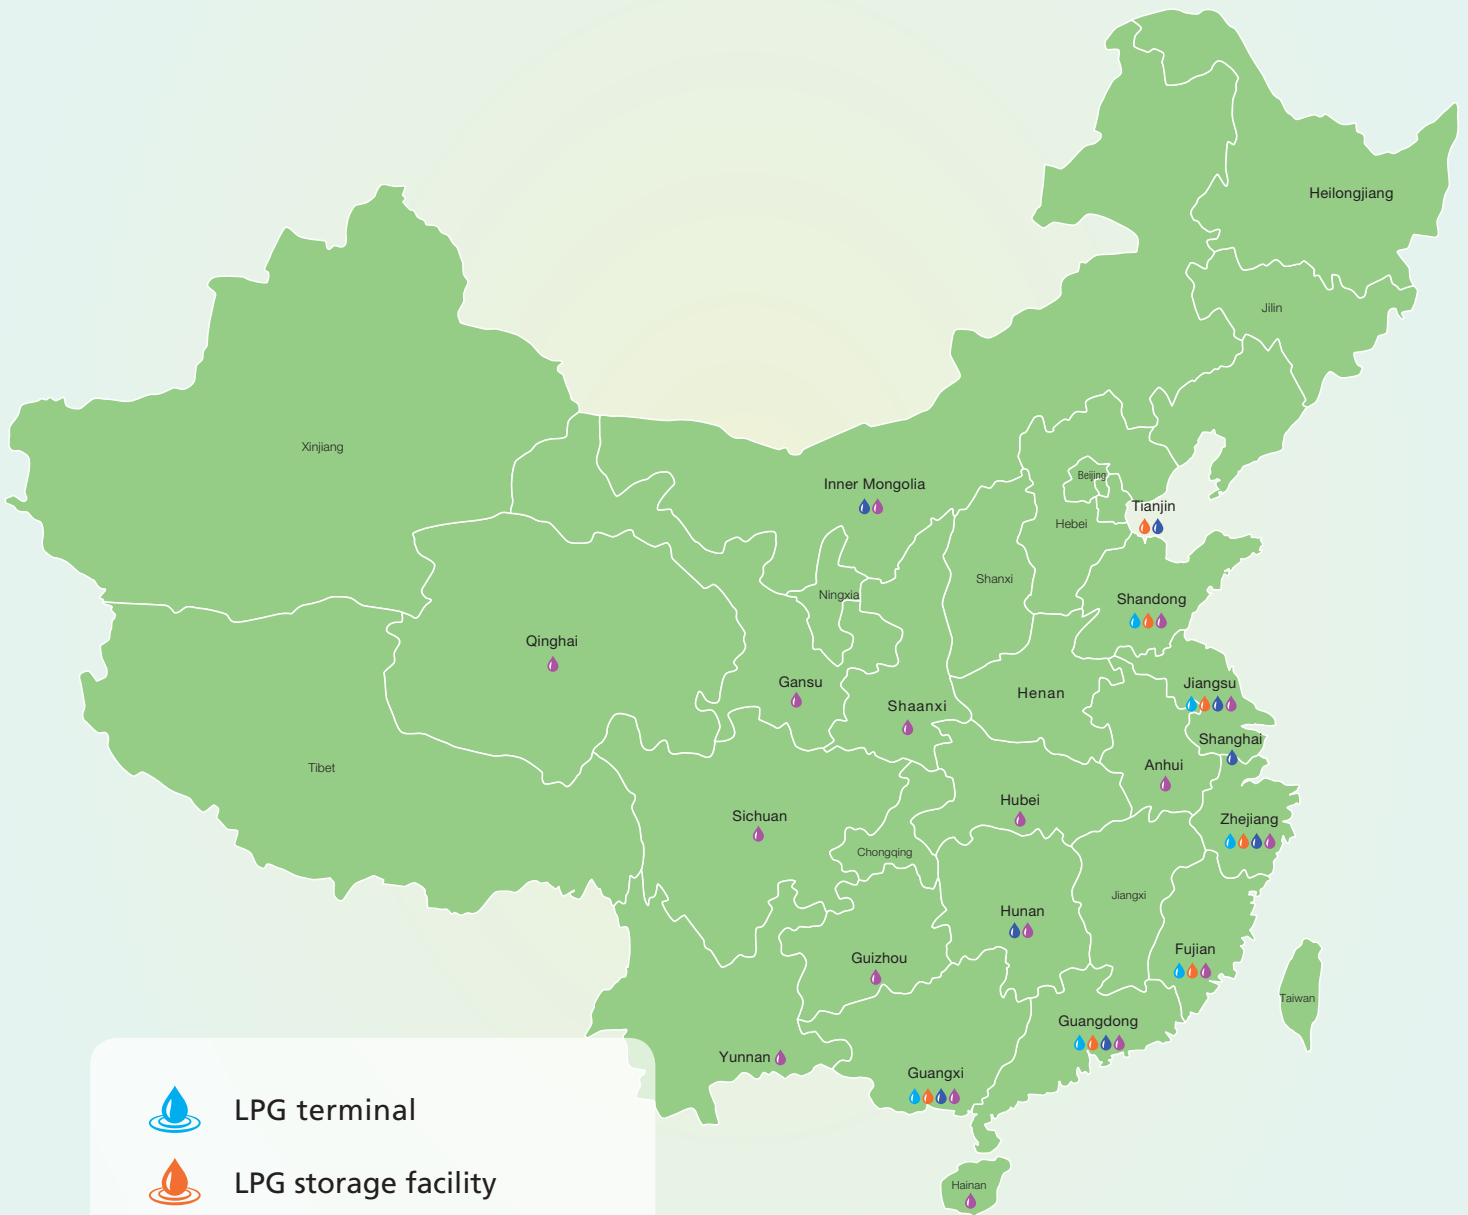 Heilongjiang
Jilin
Xinjiang
Inner Mongolia
Beijing
Tianjin
Hebei
Shanxi
Ningxia
Shandong
Qinghai
Gansu
Jiangsu
Henan
Shaanxi
Shanghai
Tibet
Anhui
Hubei
Sichuan
Zhejiang
Chongqing
Jiangxi
Hunan
Fujian
Guizhou
Taiwan
Guangdong
Yunnan
Guangxi
LPG terminal
LPG storage facility
Hainan